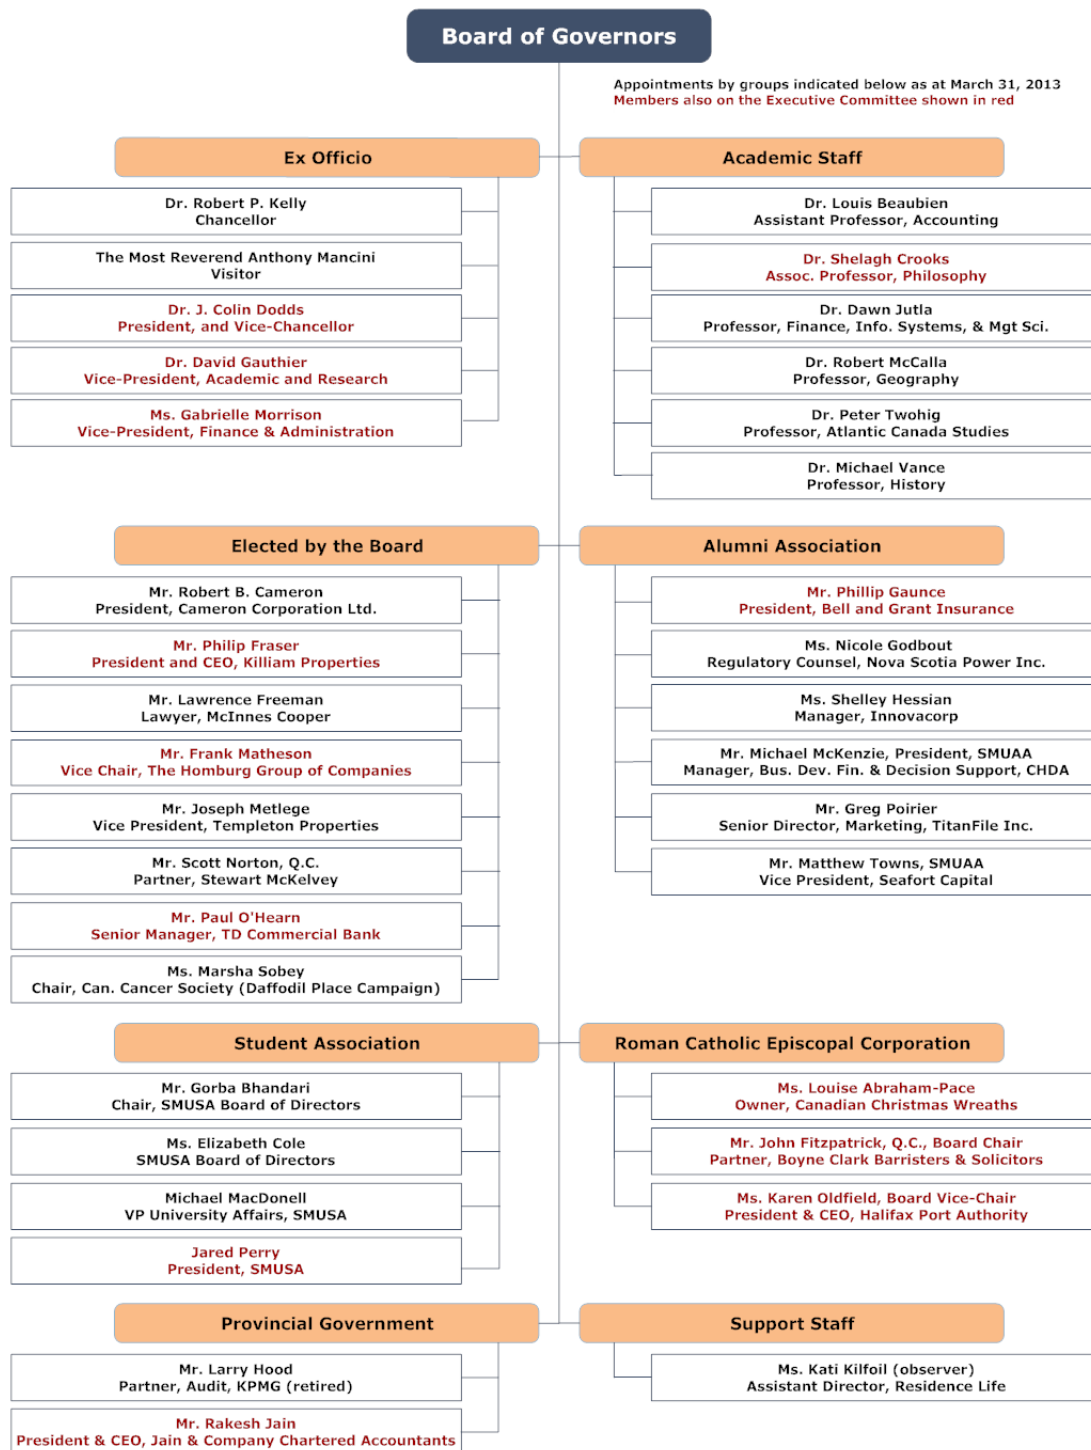 Board of Governors
Appointments by groups indicated below as at March 31, 2013
Members also on the Executive Committee shown in red
Ex Officio
Dr. Robert P. Kelly
Chancellor
The Most Reverend Anthony Mancini
Visitor
Dr. J. Colin Dodds
President, and Vice-Chancellor
Dr. David Gauthier
Vice-President, Academic and Research
Ms. Gabrielle Morrison
Vice-President, Finance & Administration
Academic Staff
Dr. Louis Beaubien
Assistant Professor, Accounting
Dr. Shelagh Crooks
Assoc. Professor, Philosophy
Dr. Dawn Jutla
Professor, Finance, Info. Systems, & Mgt Sci.
Dr. Robert McCalla
Professor, Geography
Dr. Peter Twohig
Professor, Atlantic Canada Studies
Dr. Michael Vance
Professor, History
Elected by the Board
Mr. Robert B. Cameron
President, Cameron Corporation Ltd.
Mr. Philip Fraser
President and CEO, Killiam Properties
Mr. Lawrence Freeman
Lawyer, McInnes Cooper
Mr. Frank Matheson
Vice Chair, The Homburg Group of Companies
Mr. Joseph Metlege
Vice President, Templeton Properties
Mr. Scott Norton, Q.C.
Partner, Stewart McKelvey
Mr. Paul O'Hearn
Senior Manager, TD Commercial Bank
Ms. Marsha Sobey
Chair, Can. Cancer Society (Daffodil Place Campaign)
Alumni Association
Mr. Phillip Gaunce
President, Bell and Grant Insurance
Ms. Nicole Godbout
Regulatory Counsel, Nova Scotia Power Inc.
Ms. Shelley Hessian
Manager, Innovacorp
Mr. Michael McKenzie, President, SMUAA
Manager, Bus. Dev. Fin. & Decision Support, CHDA
Mr. Greg Poirier
Senior Director, Marketing, TitanFile Inc.
Mr. Matthew Towns, SMUAA
Vice President, Seafort Capital
Student Association
Mr. Gorba Bhandari
Chair, SMUSA Board of Directors
Ms. Elizabeth Cole
SMUSA Board of Directors
Michael MacDonell
VP University Affairs, SMUSA
Jared Perry
President, SMUSA
Roman Catholic Episcopal Corporation
Ms. Louise Abraham-Pace
Owner, Canadian Christmas Wreaths
Mr. John Fitzpatrick, Q.C., Board Chair
Partner, Boyne Clark Barristers & Solicitors
Ms. Karen Oldfield, Board Vice-Chair
President & CEO, Halifax Port Authority
Provincial Government
Mr. Larry Hood
Partner, Audit, KPMG (retired)
Mr. Rakesh Jain
President & CEO, Jain & Company Chartered Accountants
Support Staff
Ms. Kati Kilfoil (observer)
Assistant Director, Residence Life